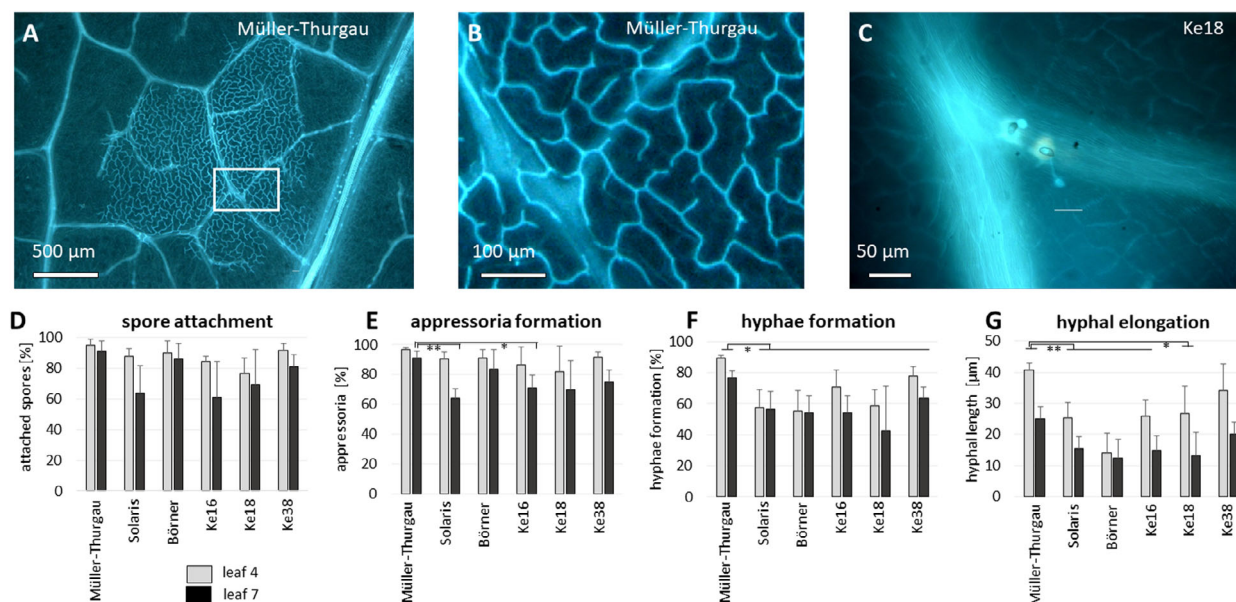 A
Müller-Thurgau
500 µm
B
Müller-Thurgau
100 µm
C
Ke18
50 µm
D
spore attachment
attached spores [%]
100
80
60
40
20
0
Müller-Thurgau
Solaris
Börner
Ke16
Ke18
Ke38
leaf 4
leaf 7
E
appressoria formation
appressoria [%]
100
80
60
40
20
0
**
*
Müller-Thurgau
Solaris
Börner
Ke16
Ke18
Ke38
F
hyphae formation
hyphae formation [%]
100
80
60
40
20
0
*
Müller-Thurgau
Solaris
Börner
Ke16
Ke18
Ke38
G
hyphal elongation
hyphal length [µm]
50
40
30
20
10
0
**
*
Müller-Thurgau
Solaris
Börner
Ke16
Ke18
Ke38